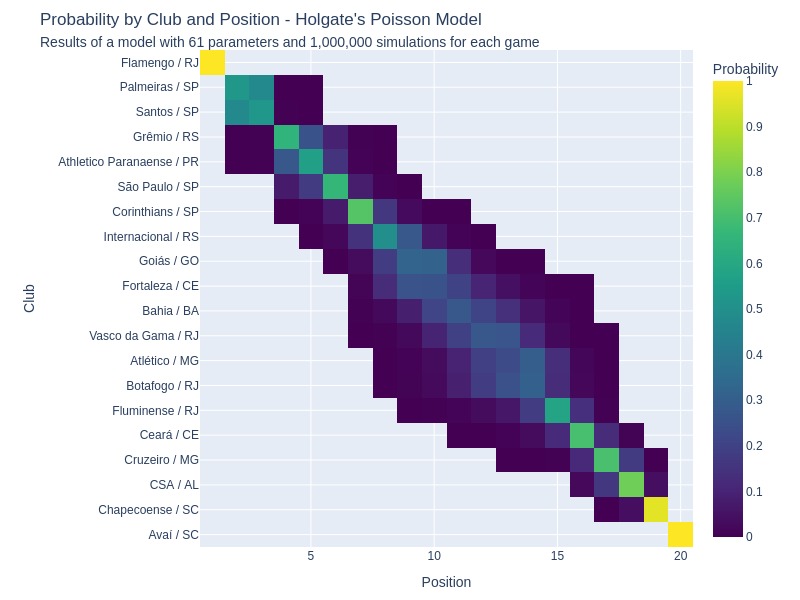 Probability by Club and Position - Holgate's Poisson Model
Results of a model with 61 parameters and 1,000,000 simulations for each game
Probability
Flamengo / RJ
Palmeiras / SP
Santos / SP
Grêmio / RS
Athletico Paranaense / PR
São Paulo / SP
Corinthians / SP
Internacional / RS
Goiás / GO
Fortaleza / CE
Bahia / BA
Vasco da Gama / RJ
Atlético / MG
Botafogo / RJ
Fluminense / RJ
Ceará / CE
Cruzeiro / MG
CSA / AL
Chapecoense / SC
Avaí / SC
Club
5 10 15 20
Position
1
0.9
0.8
0.7
0.6
0.5
0.4
0.3
0.2
0.1
0